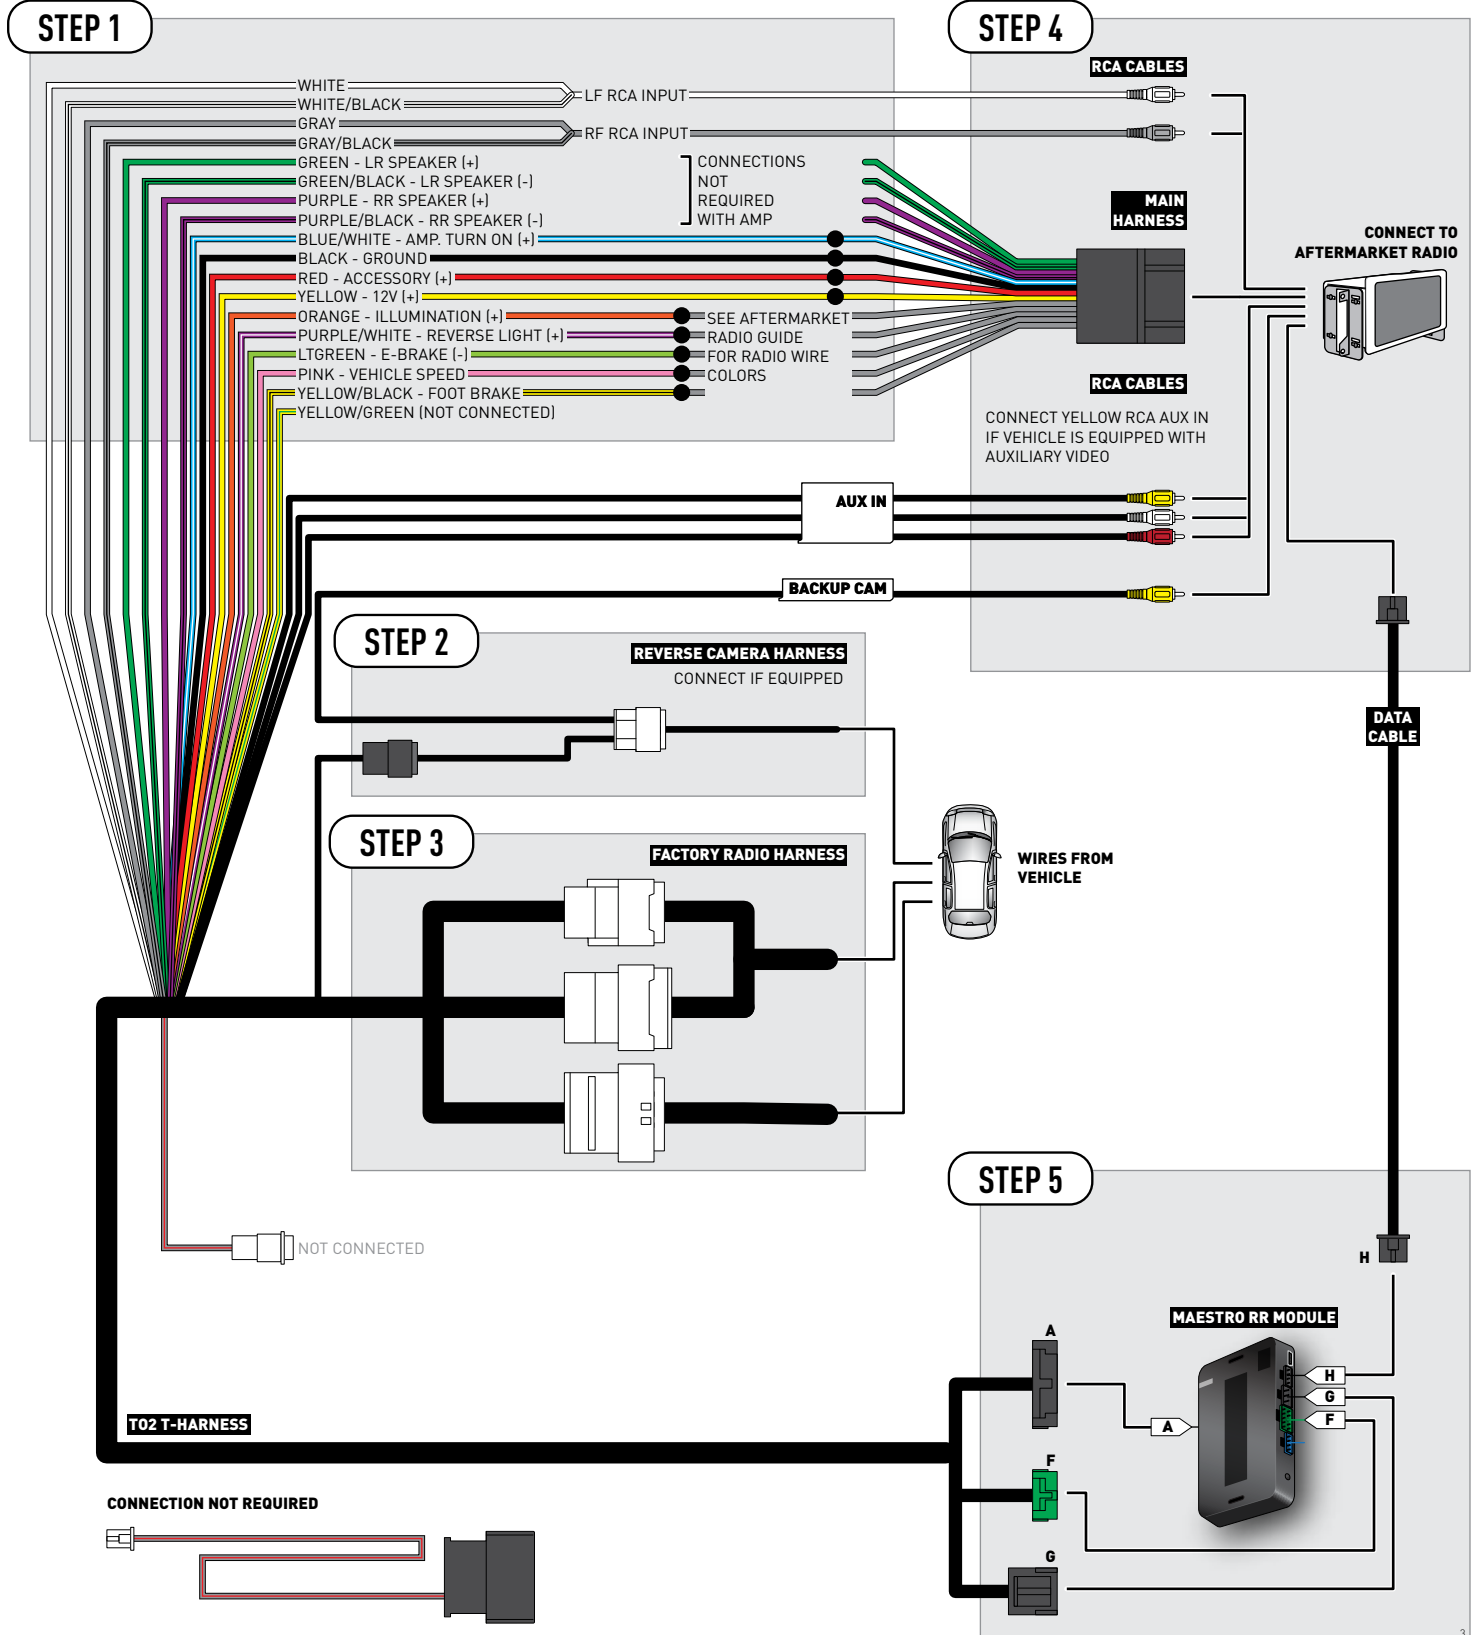 STEP 1
WHITE
WHITE/BLACK
LF RCA INPUT
GRAY
GRAY/BLACK
RF RCA INPUT
GREEN - LR SPEAKER (+)
GREEN/BLACK - LR SPEAKER (-)
PURPLE - RR SPEAKER (+)
PURPLE/BLACK - RR SPEAKER (-)
CONNECTIONS
NOT
REQUIRED
WITH AMP
BLUE/WHITE - AMP. TURN ON (+)
BLACK - GROUND
RED - ACCESSORY (+)
YELLOW - 12V (+)
ORANGE - ILLUMINATION (+)
PURPLE/WHITE - REVERSE LIGHT (+)
LTGREEN - E-BRAKE (-)
PINK - VEHICLE SPEED
YELLOW/BLACK - FOOT BRAKE
YELLOW/GREEN (NOT CONNECTED)
SEE AFTERMARKET
RADIO GUIDE
FOR RADIO WIRE
COLORS
STEP 4
RCA CABLES
MAIN
HARNESS
CONNECT TO
AFTERMARKET RADIO
RCA CABLES
CONNECT YELLOW RCA AUX IN
IF VEHICLE IS EQUIPPED WITH
AUXILIARY VIDEO
AUX IN
BACKUP CAM
STEP 2
REVERSE CAMERA HARNESS
CONNECT IF EQUIPPED
DATA
CABLE
STEP 3
FACTORY RADIO HARNESS
WIRES FROM
VEHICLE
NOT CONNECTED
STEP 5
H
MAESTRO RR MODULE
A
H
G
F
A
F
G
TO2 T-HARNESS
CONNECTION NOT REQUIRED
3